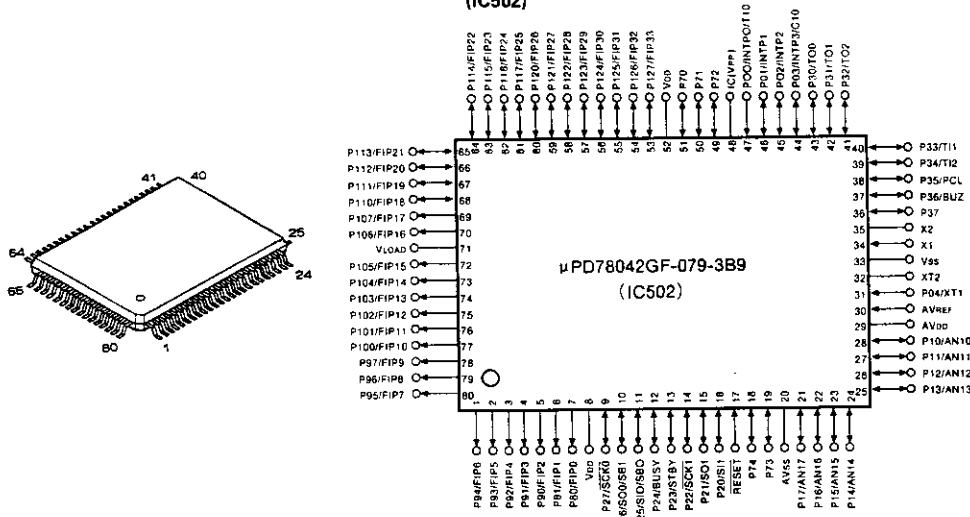 (IC502)
P114/FIP22
P115/FIP23
P116/FIP24
P117/FIP25
P120/FIP26
P121/FIP27
P122/FIP28
P123/FIP29
P124/FIP30
P125/FIP31
P126/FIP32
P127/FIP33
VDD
P70
P71
P72
IC(VPP)
P00/INTP0/TI0
P01/INTP1
P02/INTP2
P03/INTP3/CI0
P30/TO0
P31/TO1
P32/TO2
64 63 62 61 60 59 58 57 56 55 54 53 52 51 50 49 48 47 46 45 44 43 42 41
P113/FIP21 65
P112/FIP20 66
P111/FIP19 67
P110/FIP18 68
P107/FIP17 69
P106/FIP16 70
VLOAD 71
P105/FIP15 72
P104/FIP14 73
P103/FIP13 74
P102/FIP12 75
P101/FIP11 76
P100/FIP10 77
P97/FIP9 78
P96/FIP8 79
P95/FIP7 80
μPD78042GF-079-3B9
(IC502)
40 P33/TI1
39 P34/TI2
38 P35/PCL
37 P36/BUZ
36 P37
35 X2
34 X1
33 VSS
32 XT2
31 P04/XT1
30 AVREF
29 AVDD
28 P10/AN10
27 P11/AN11
26 P12/AN12
25 P13/AN13
1 2 3 4 5 6 7 8 9 10 11 12 13 14 15 16 17 18 19 20 21 22 23 24
P94/FIP6
P93/FIP5
P92/FIP4
P91/FIP3
P90/FIP2
P81/FIP1
P80/FIP0
VDD
P27/SCK0
6/SO0/SB1
25/SI0/SB0
P24/BUSY
P23/STBY
P22/SCK1
P21/SO1
P20/SI1
RESET
P74
P73
AVSS
P17/AN17
P16/AN16
P15/AN15
P14/AN14
41 40
64 25
65 24
80 1